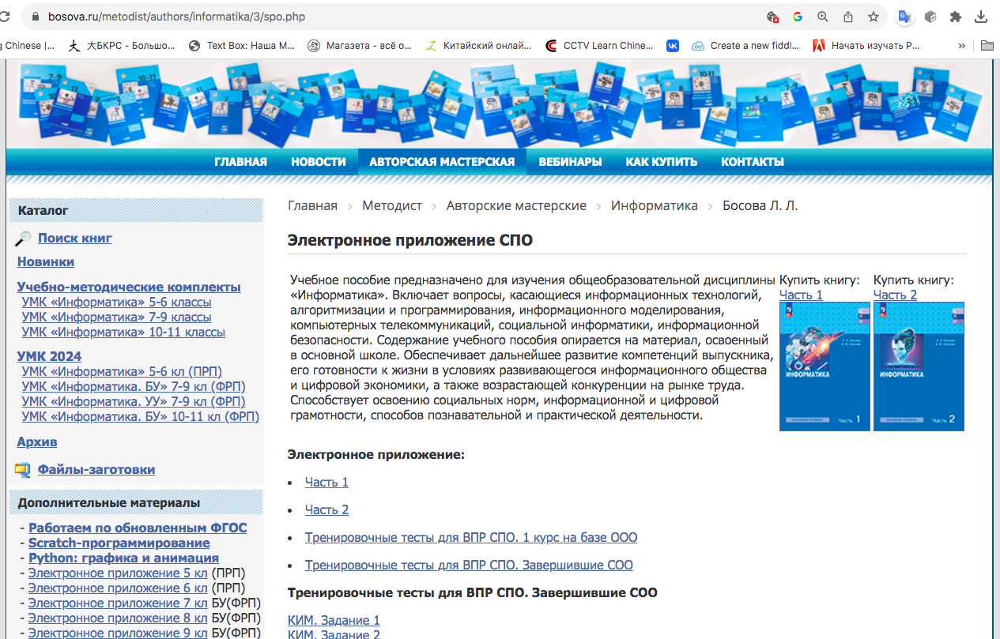 bosova.ru/metodist/authors/informatika/3/spo.php
g Chinese |...
大БКРС - Большо...
Text Box: Наша М...
Магазета - всё о...
Китайский онлай...
CCTV Learn Chine...
Create a new fiddl...
Начать изучать Р...
»
ГЛАВНАЯ
НОВОСТИ
АВТОРСКАЯ МАСТЕРСКАЯ
ВЕБИНАРЫ
КАК КУПИТЬ
КОНТАКТЫ
Каталог
Поиск книг
Новинки
Учебно-методические комплекты
УМК «Информатика» 5-6 классы
УМК «Информатика» 7-9 классы
УМК «Информатика» 10-11 классы
УМК 2024
УМК «Информатика» 5-6 кл (ПРП)
УМК «Информатика. БУ» 7-9 кл (ФРП)
УМК «Информатика. УУ» 7-9 кл (ФРП)
УМК «Информатика. БУ» 10-11 кл (ФРП)
Архив
Файлы-заготовки
Дополнительные материалы
- Работаем по обновленным ФГОС
- Scratch-программирование
- Python: графика и анимация
- Электронное приложение 5 кл (ПРП)
- Электронное приложение 6 кл (ПРП)
- Электронное приложение 7 кл БУ(ФРП)
- Электронное приложение 8 кл БУ(ФРП)
- Электронное приложение 9 кл БУ(ФРП)
Главная > Методист > Авторские мастерские > Информатика > Босова Л. Л.
Электронное приложение СПО
Учебное пособие предназначено для изучения общеобразовательной дисциплины
«Информатика». Включает вопросы, касающиеся информационных технологий,
алгоритмизации и программирования, информационного моделирования,
компьютерных телекоммуникаций, социальной информатики, информационной
безопасности. Содержание учебного пособия опирается на материал, освоенный
в основной школе. Обеспечивает дальнейшее развитие компетенций выпускника,
его готовности к жизни в условиях развивающегося информационного общества
и цифровой экономики, а также возрастающей конкуренции на рынке труда.
Способствует освоению социальных норм, информационной и цифровой
грамотности, способов познавательной и практической деятельности.
Купить книгу:
Часть 1
ИНФОРМАТИКА
Часть 1
Купить книгу:
Часть 2
ИНФОРМАТИКА
Часть 2
Электронное приложение:
• Часть 1
• Часть 2
• Тренировочные тесты для ВПР СПО. 1 курс на базе ООО
• Тренировочные тесты для ВПР СПО. Завершившие СОО
Тренировочные тесты для ВПР СПО. Завершившие СОО
КИМ. Задание 1
КИМ. Задание 2